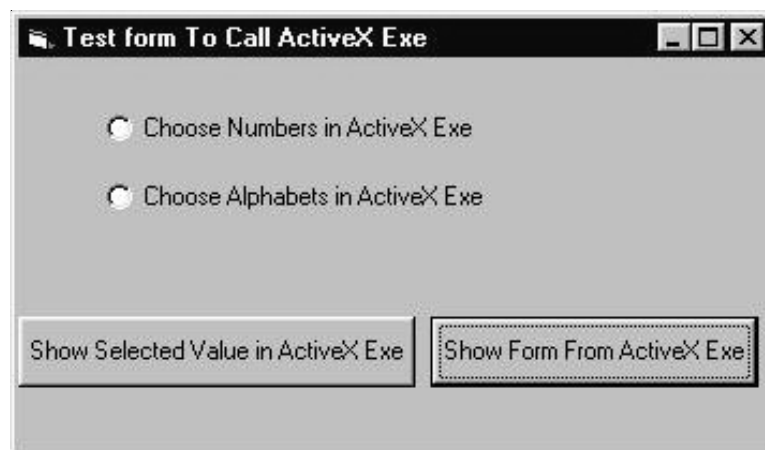 Test form To Call ActiveX Exe
Choose Numbers in ActiveX Exe
Choose Alphabets in ActiveX Exe
Show Selected Value in ActiveX Exe
Show Form From ActiveX Exe